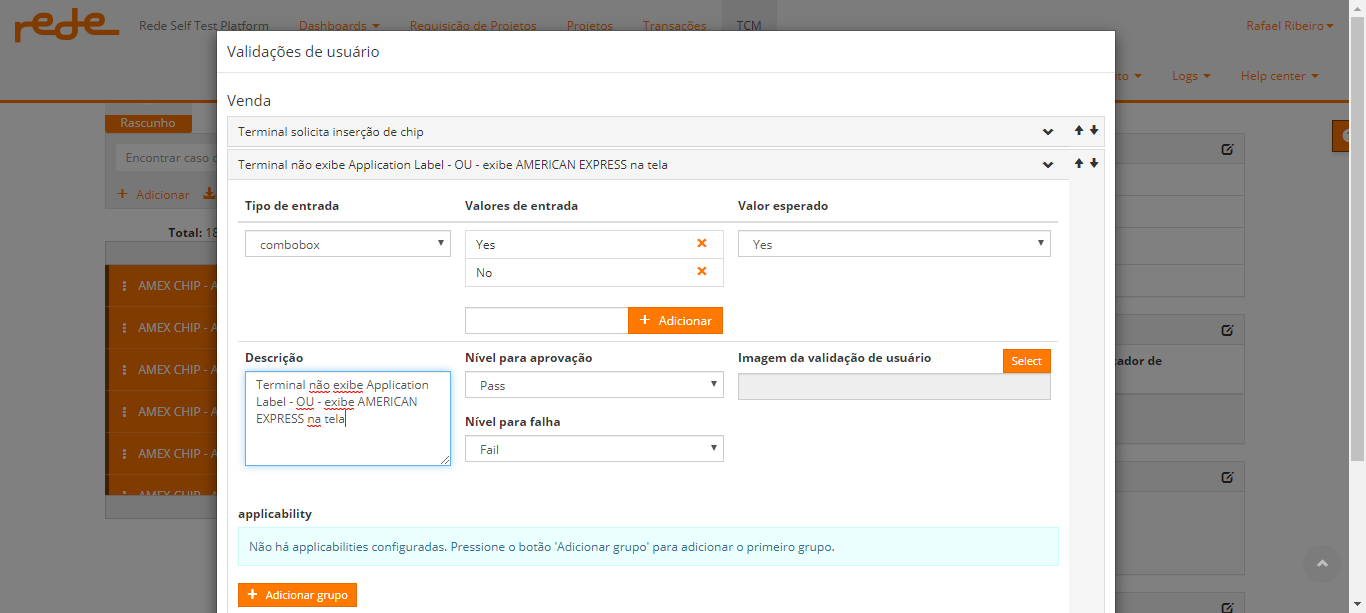 rede
Rede Self Test Platform Dashboards Requisição de Projetos Projetos Transações TCM Rafael Ribeiro
Validações de usuário
Logs Help center
Venda
Rascunho
Terminal solicita inserção de chip
Encontrar caso
Terminal não exibe Application Label - OU - exibe AMERICAN EXPRESS na tela
+ Adicionar
Tipo de entrada Valores de entrada Valor esperado
Total: 18
combobox Yes Yes
No
AMEX CHIP - A
+ Adicionar
AMEX CHIP - A
Descrição Nível para aprovação Imagem da validação de usuário Select
AMEX CHIP - A
Terminal não exibe Application
Label - OU - exibe AMERICAN
EXPRESS na tela
Pass
AMEX CHIP - A
Nível para falha
Fail
AMEX CHIP - A
AMEX CHIP - A
applicability
Não há applicabilities configuradas. Pressione o botão 'Adicionar grupo' para adicionar o primeiro grupo.
+ Adicionar grupo